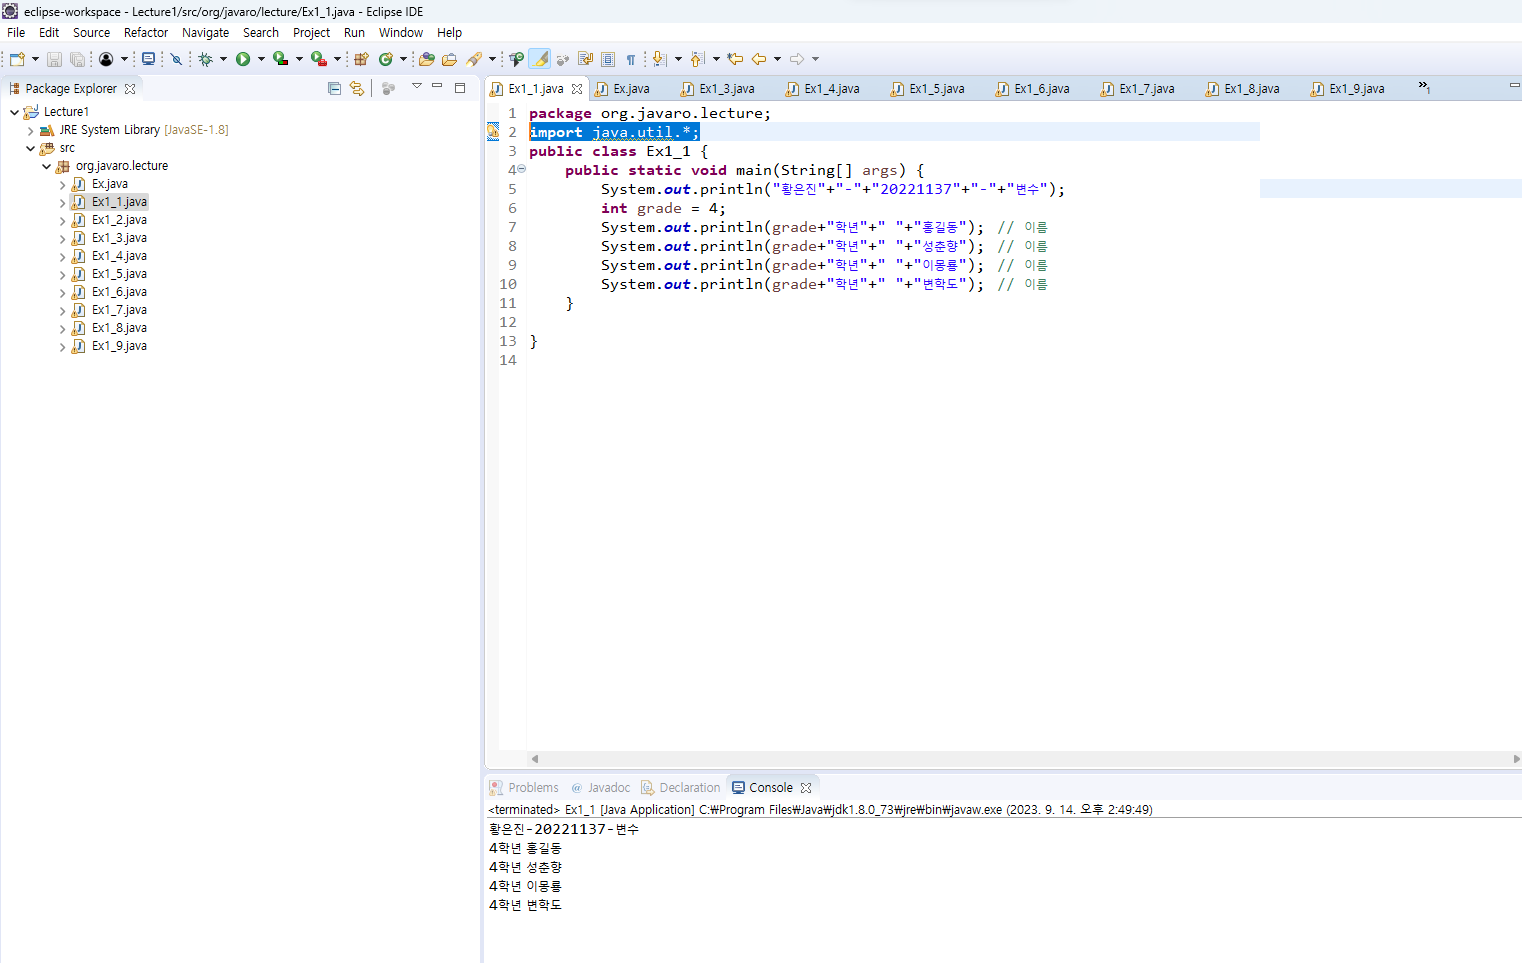 eclipse-workspace - Lecture1/src/org/javaro/lecture/Ex1_1.java - Eclipse IDE
File Edit Source Refactor Navigate Search Project Run Window Help
Package Explorer
Lecture1
JRE System Library [JavaSE-1.8]
src
org.javaro.lecture
Ex.java
Ex1_1.java
Ex1_2.java
Ex1_3.java
Ex1_4.java
Ex1_5.java
Ex1_6.java
Ex1_7.java
Ex1_8.java
Ex1_9.java
Ex1_1.java Ex.java Ex1_3.java Ex1_4.java Ex1_5.java Ex1_6.java Ex1_7.java Ex1_8.java Ex1_9.java »1
1 package org.javaro.lecture;
2 import java.util.*;
3 public class Ex1_1 {
4 public static void main(String[] args) {
5 System.out.println("황은진"+"-"+"20221137"+"-"+"변수");
6 int grade = 4;
7 System.out.println(grade+"학년"+" "+"홍길동"); // 이름
8 System.out.println(grade+"학년"+" "+"성춘향"); // 이름
9 System.out.println(grade+"학년"+" "+"이몽룡"); // 이름
10 System.out.println(grade+"학년"+" "+"변학도"); // 이름
11 }
12
13 }
14
Problems @ Javadoc Declaration Console
<terminated> Ex1_1 [Java Application] C:₩Program Files₩Java₩jdk1.8.0_73₩jre₩bin₩javaw.exe (2023. 9. 14. 오후 2:49:49)
황은진-20221137-변수
4학년 홍길동
4학년 성춘향
4학년 이몽룡
4학년 변학도